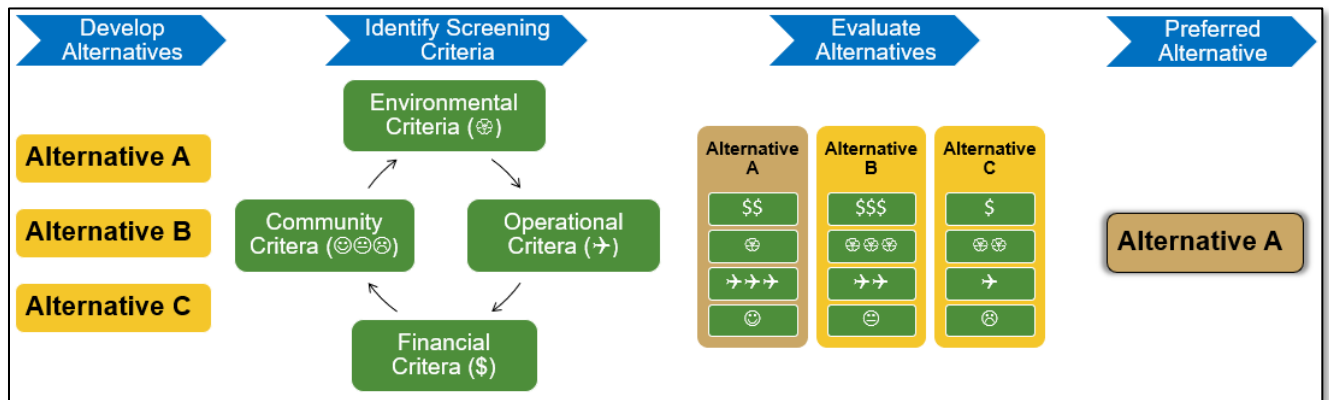 Develop
Alternatives
Identify Screening
Criteria
Evaluate
Alternatives
Preferred
Alternative
Alternative A
Alternative B
Alternative C
Environmental
Criteria (❀)
Community
Critera (☺😐☹)
Operational
Critera (✈)
Financial
Critera ($)
Alternative
A
$$
❀
✈✈✈
☺
Alternative
B
$$$
❀❀❀
✈✈
😐
Alternative
C
$
❀❀
✈
☹
Alternative A